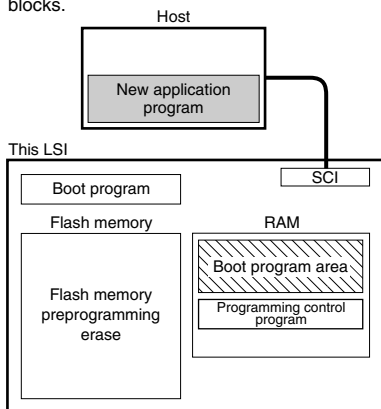 blocks.
Host
New application
program
This LSI
SCI
Boot program
Flash memory
RAM
Flash memory
preprogramming
erase
Boot program area
Programming control
program